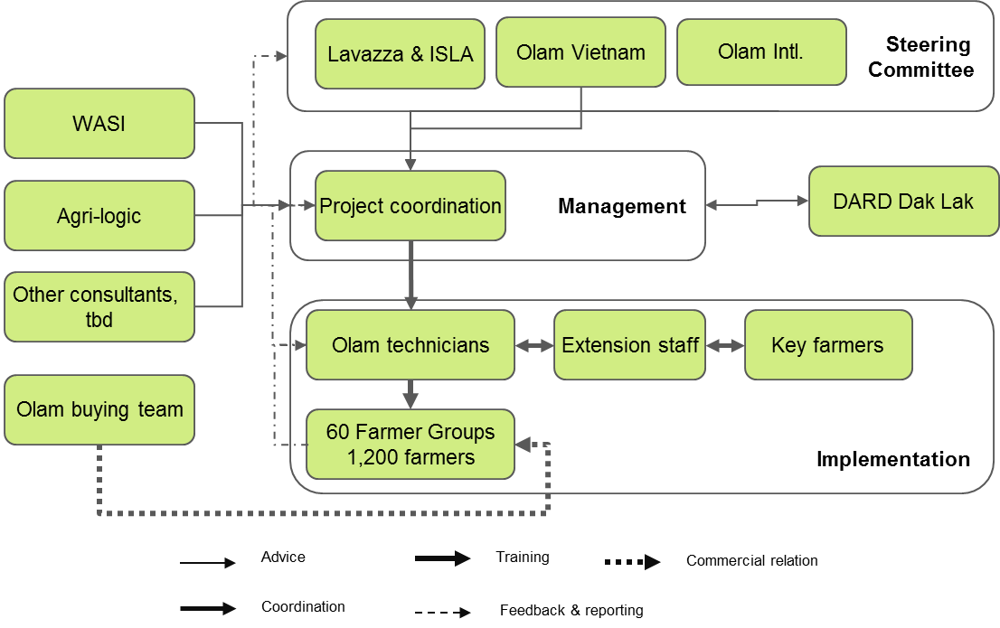 Lavazza & ISLA
Olam Vietnam
Olam Intl.
Steering
Committee
WASI
Agri-logic
Other consultants,
tbd
Olam buying team
Project coordination
Management
DARD Dak Lak
Olam technicians
Extension staff
Key farmers
60 Farmer Groups
1,200 farmers
Implementation
Advice
Training
Commercial relation
Coordination
Feedback & reporting